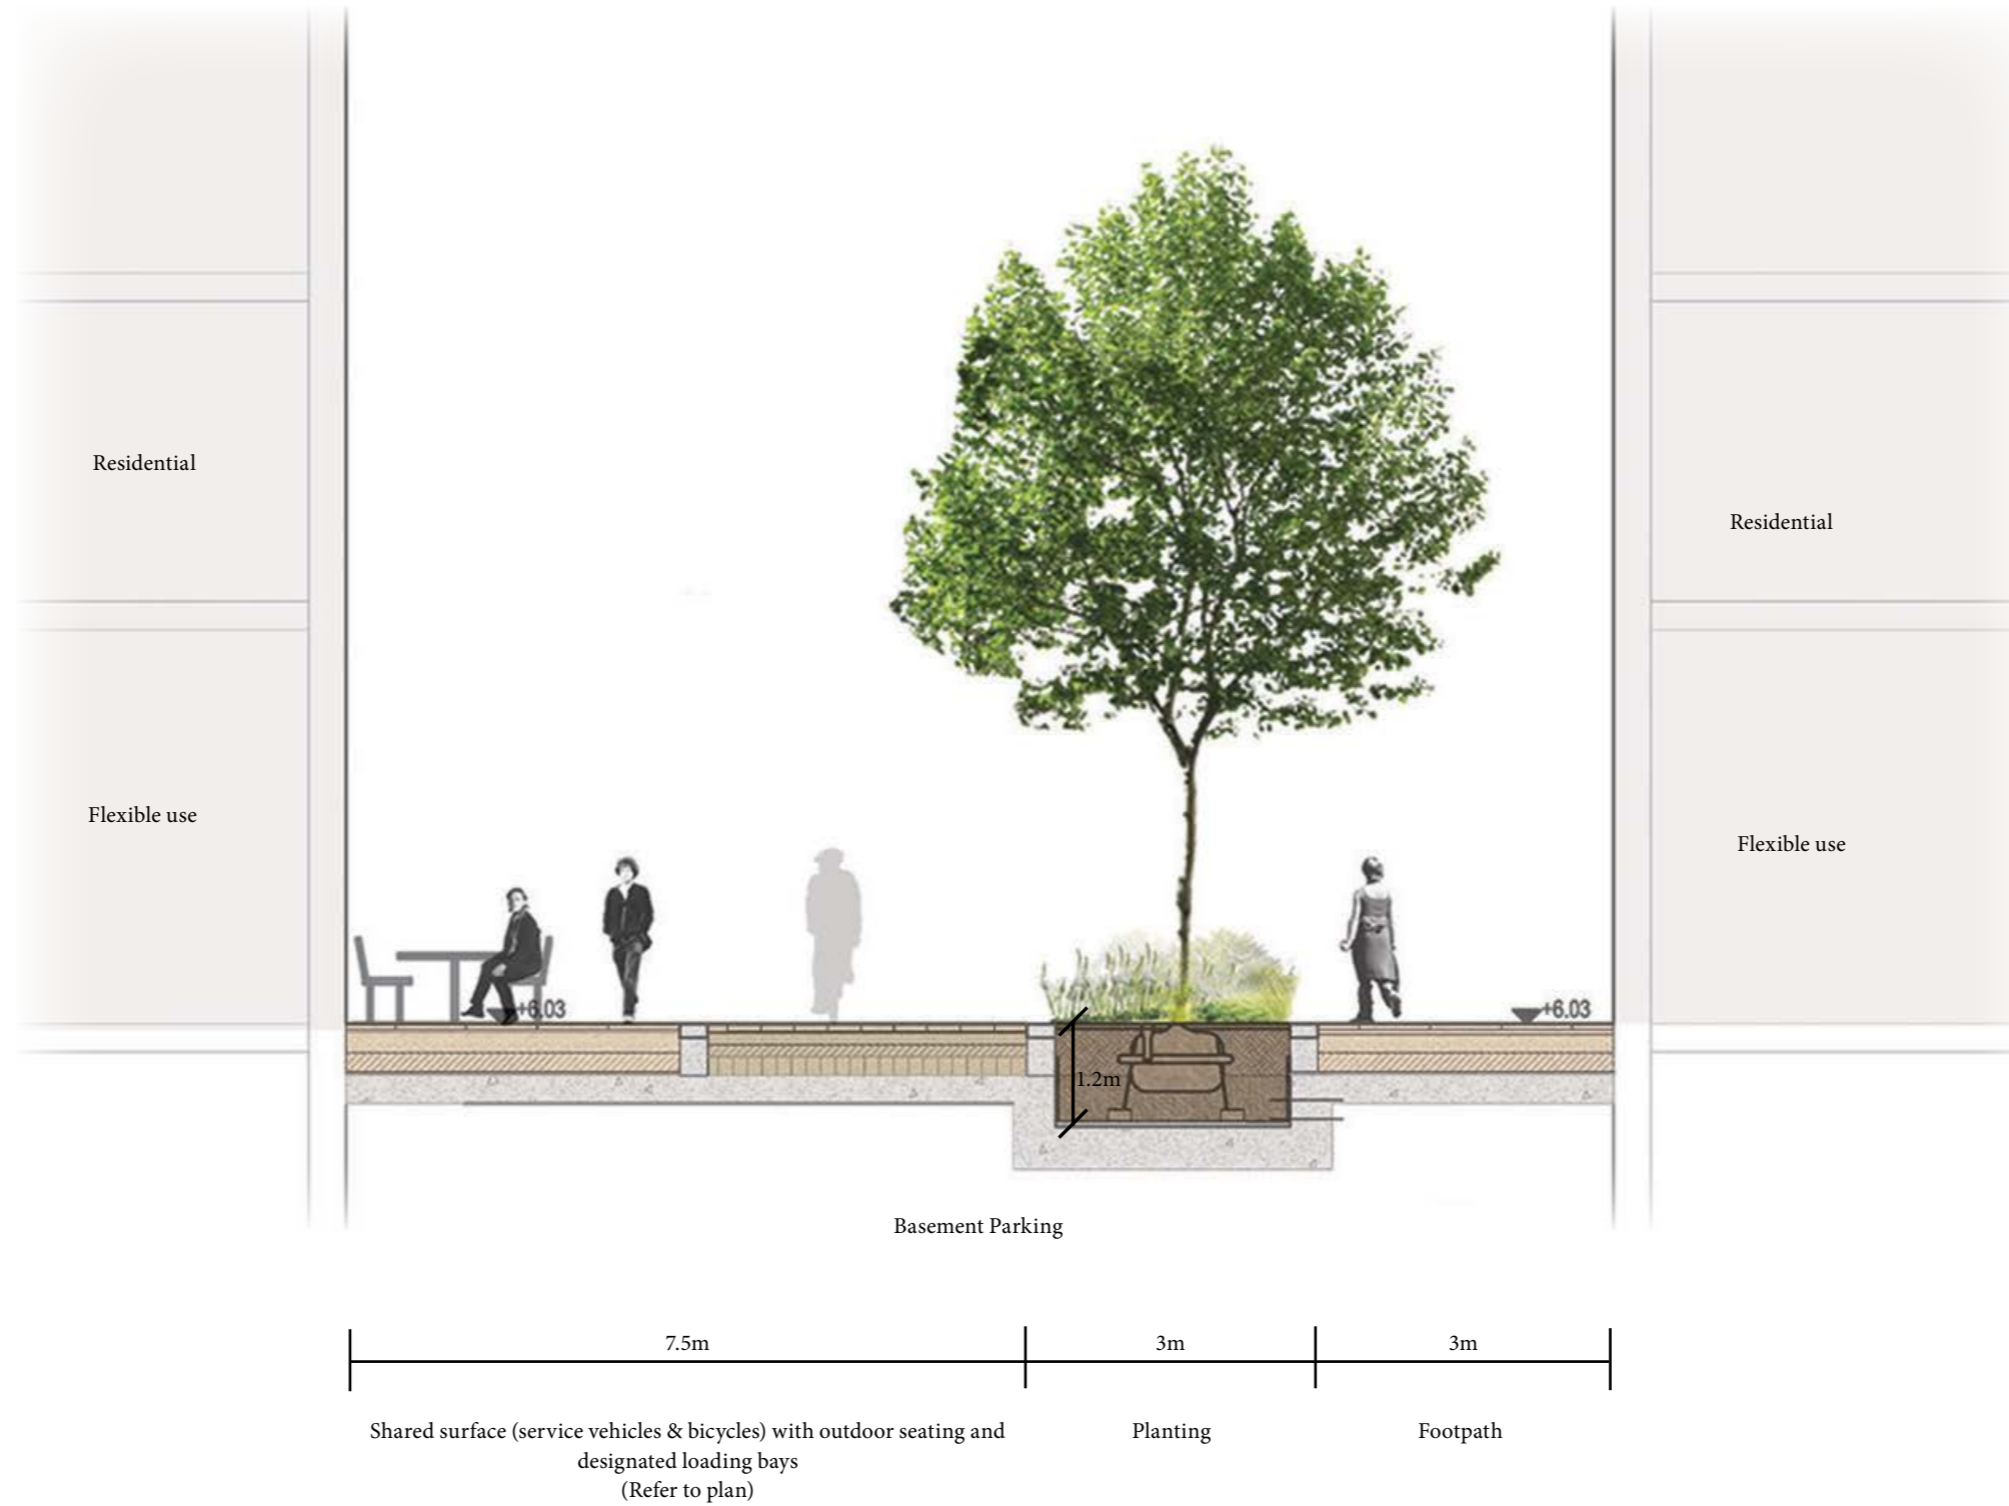 Residential
Residential
Flexible use
Flexible use
+6.03
+6.03
1.2m
Basement Parking
7.5m
3m
3m
Shared surface (service vehicles & bicycles) with outdoor seating and
designated loading bays
(Refer to plan)
Planting
Footpath